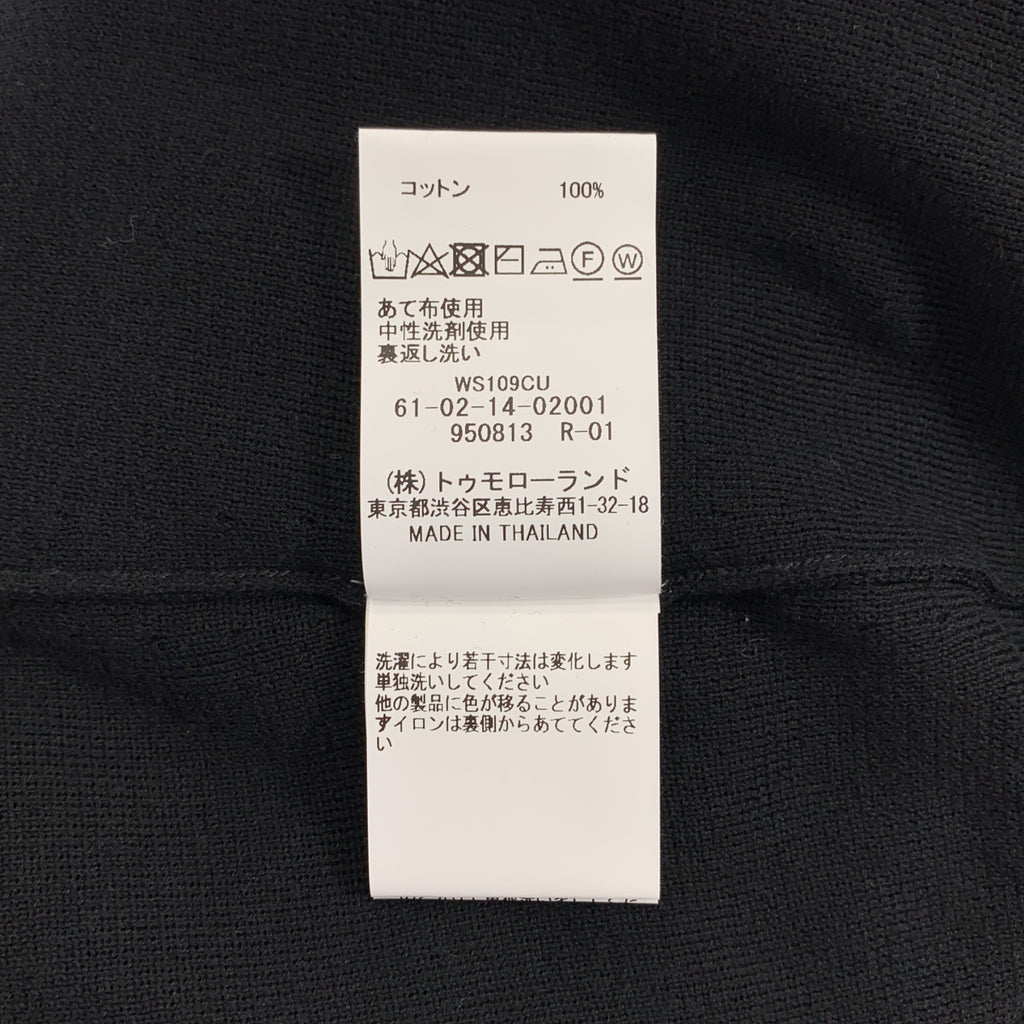 コットン 100%
F W
あて布使用
中性洗剤使用
裏返し洗い
WS109CU
61-02-14-02001
950813 R-01
(株)トゥモローランド
東京都渋谷区恵比寿西1-32-18
MADE IN THAILAND
洗濯により若干寸法は変化します
単独洗いしてください
他の製品に色が移ることがありま
すイロンは裏側からあててくださ
い